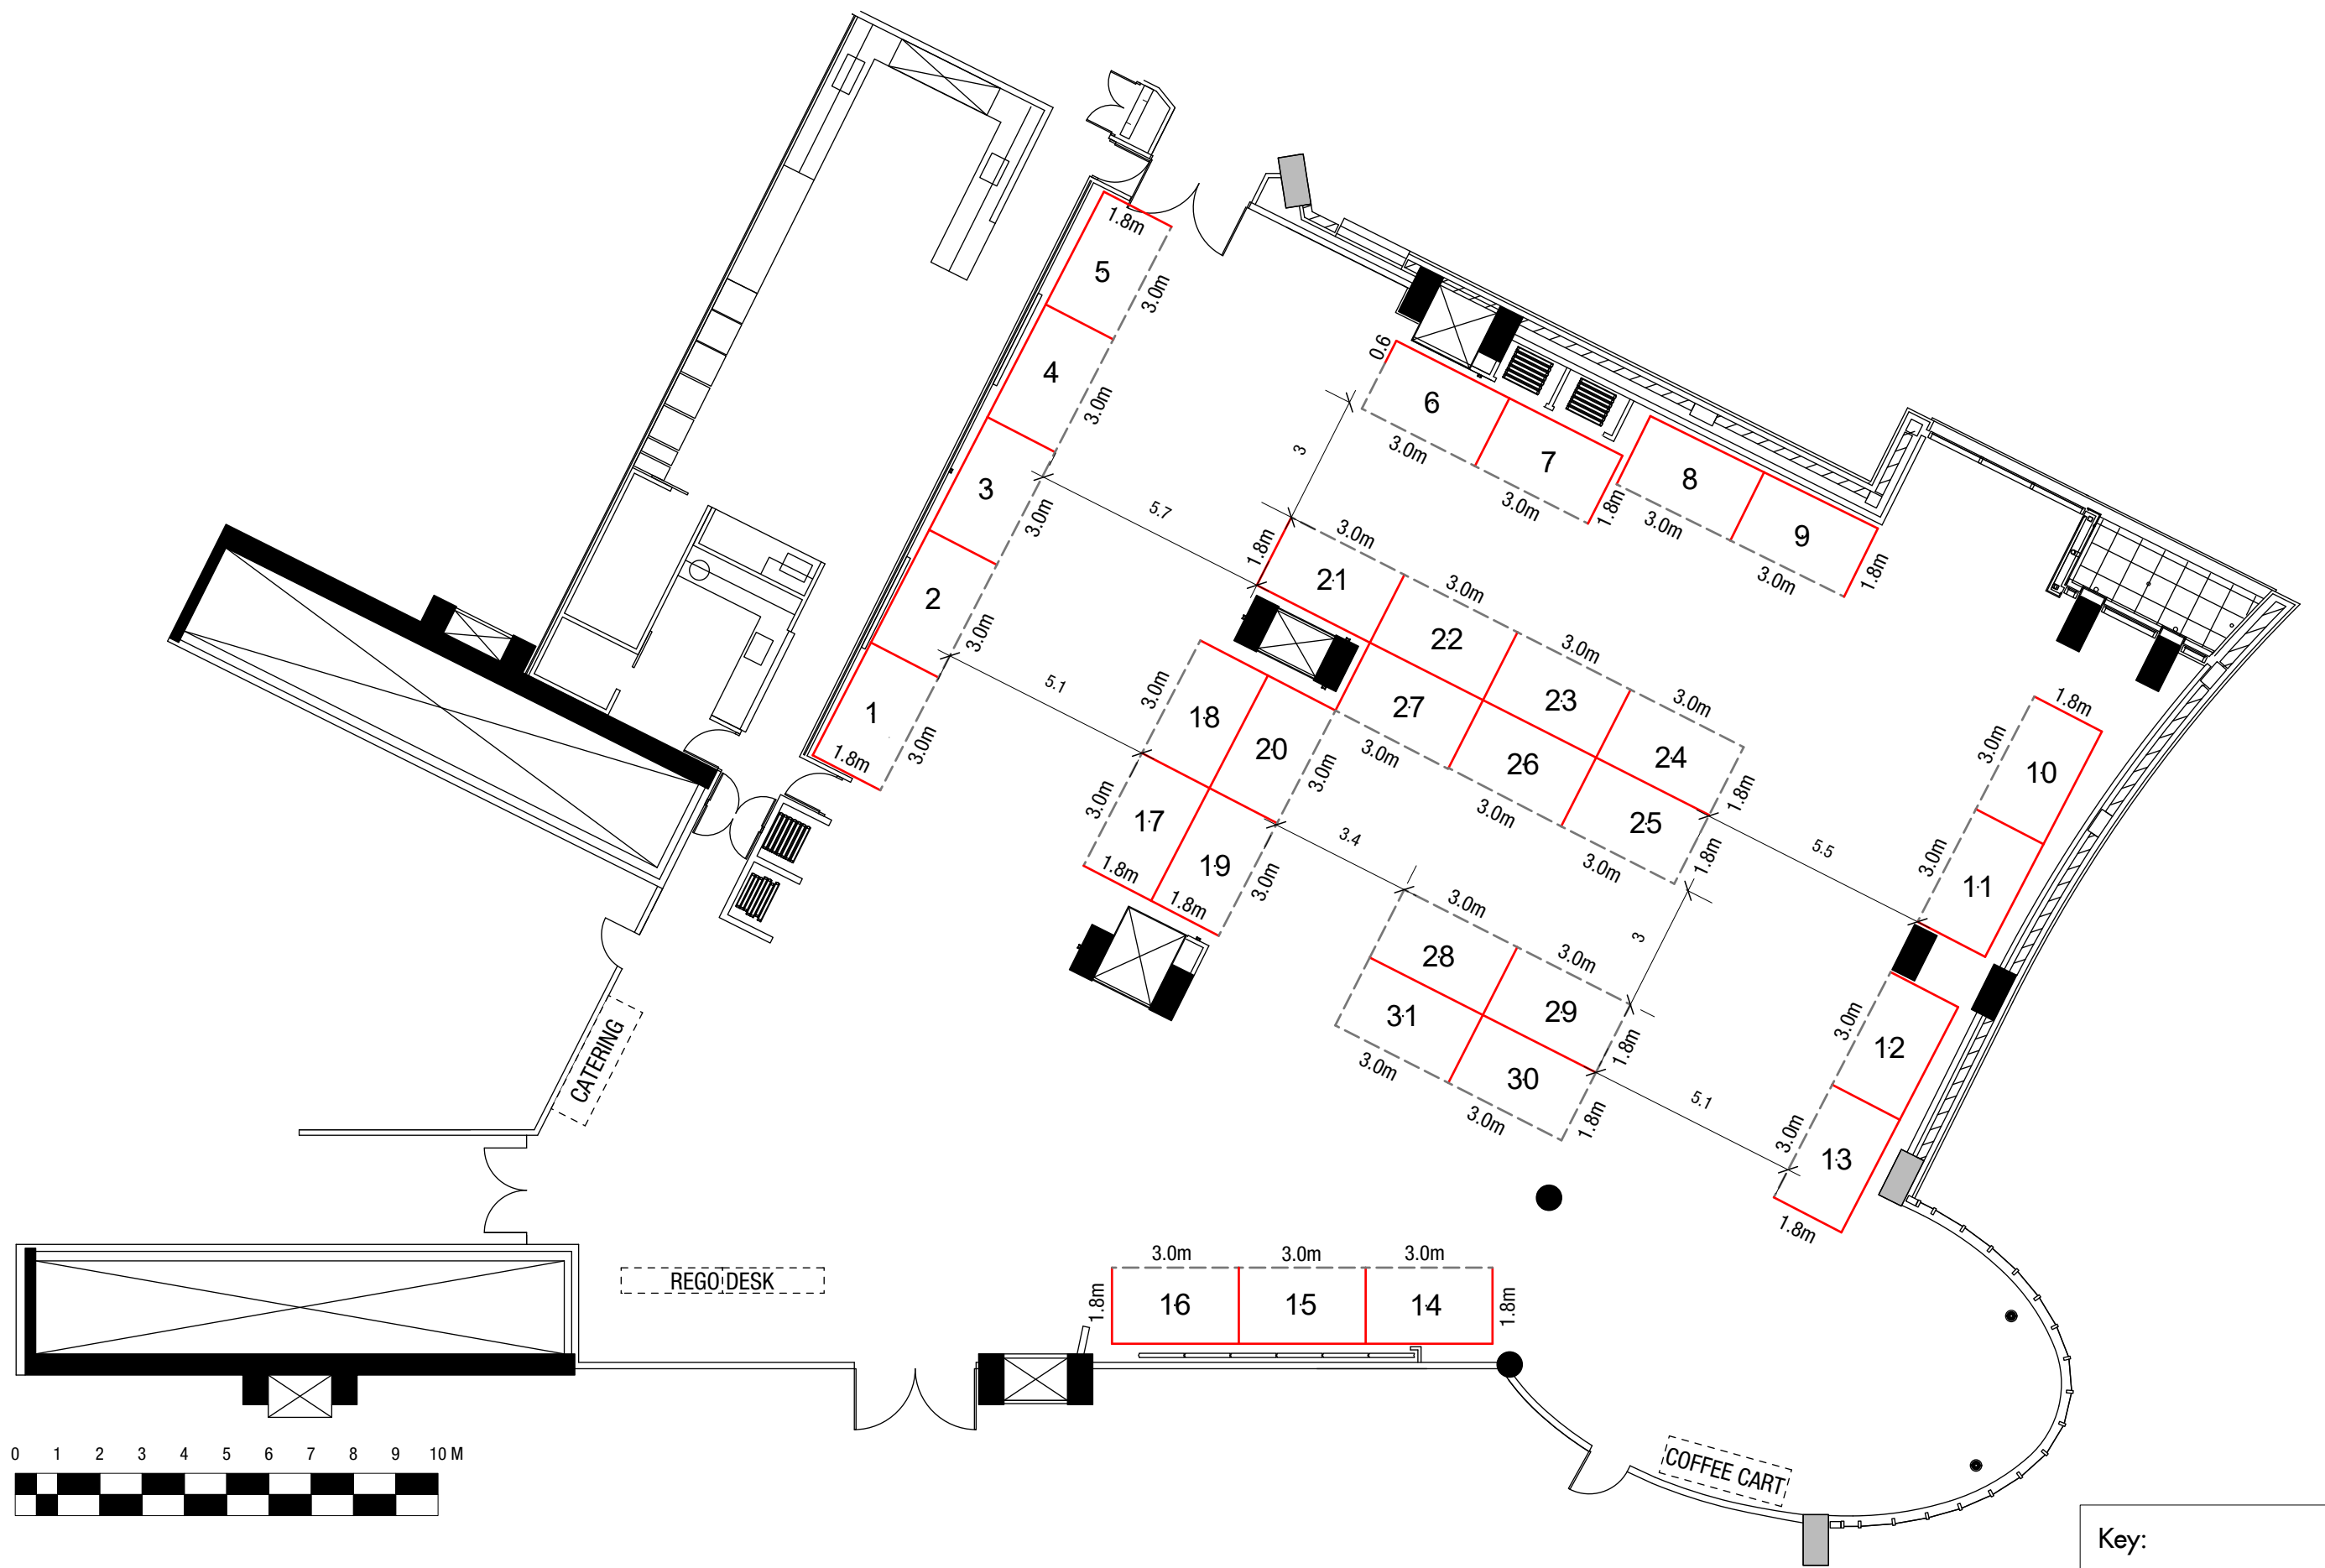 1.8m
5
3.0m
4
3.0m
3
3.0m
2
3.0m
1
3.0m
1.8m
5.7
5.1
0.6
6
3.0m
7
3.0m
1.8m
8
3.0m
9
3.0m
1.8m
3
1.8m
21
3.0m
22
3.0m
23
3.0m
24
3.0m
1.8m
27
3.0m
26
3.0m
25
3.0m
1.8m
18
3.0m
20
3.0m
17
3.0m
19
3.0m
1.8m
1.8m
3.4
5.5
3
28
3.0m
29
3.0m
1.8m
31
3.0m
30
3.0m
1.8m
5.1
1.8m
10
3.0m
11
3.0m
12
3.0m
13
3.0m
1.8m
CATERING
REGO DESK
3.0m
3.0m
3.0m
1.8m
16
15
14
1.8m
COFFEE CART
0 1 2 3 4 5 6 7 8 9 10 M
Key: